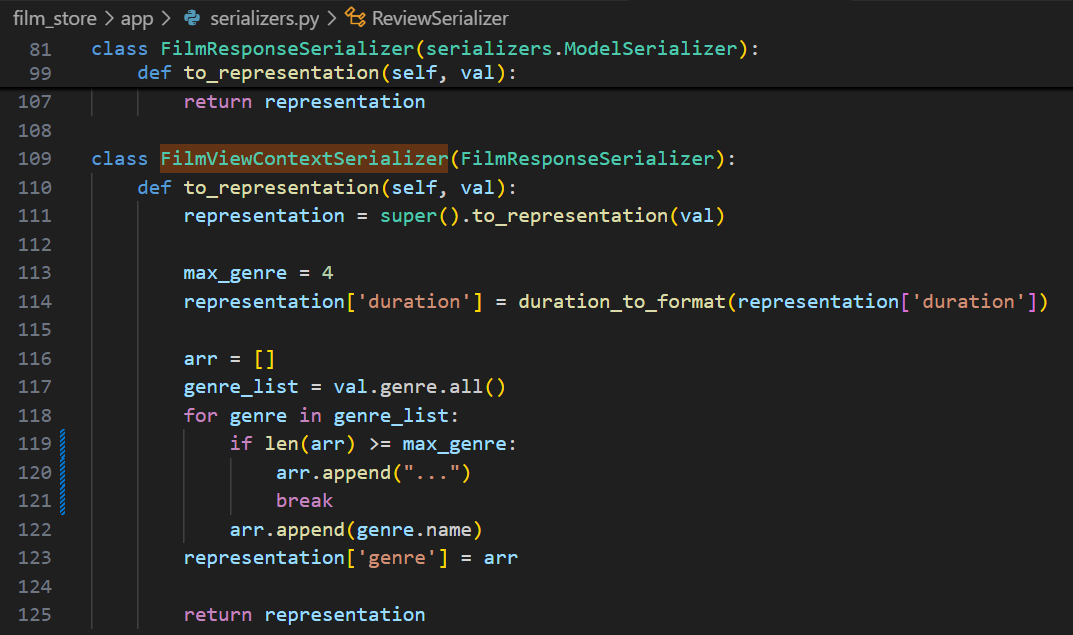 film_store > app > serializers.py > ReviewSerializer
81 class FilmResponseSerializer(serializers.ModelSerializer):
99     def to_representation(self, val):
107         return representation
108
109 class FilmViewContextSerializer(FilmResponseSerializer):
110     def to_representation(self, val):
111         representation = super().to_representation(val)
112
113         max_genre = 4
114         representation['duration'] = duration_to_format(representation['duration'])
115
116         arr = []
117         genre_list = val.genre.all()
118         for genre in genre_list:
119             if len(arr) >= max_genre:
120                 arr.append("...")
121                 break
122             arr.append(genre.name)
123         representation['genre'] = arr
124
125         return representation